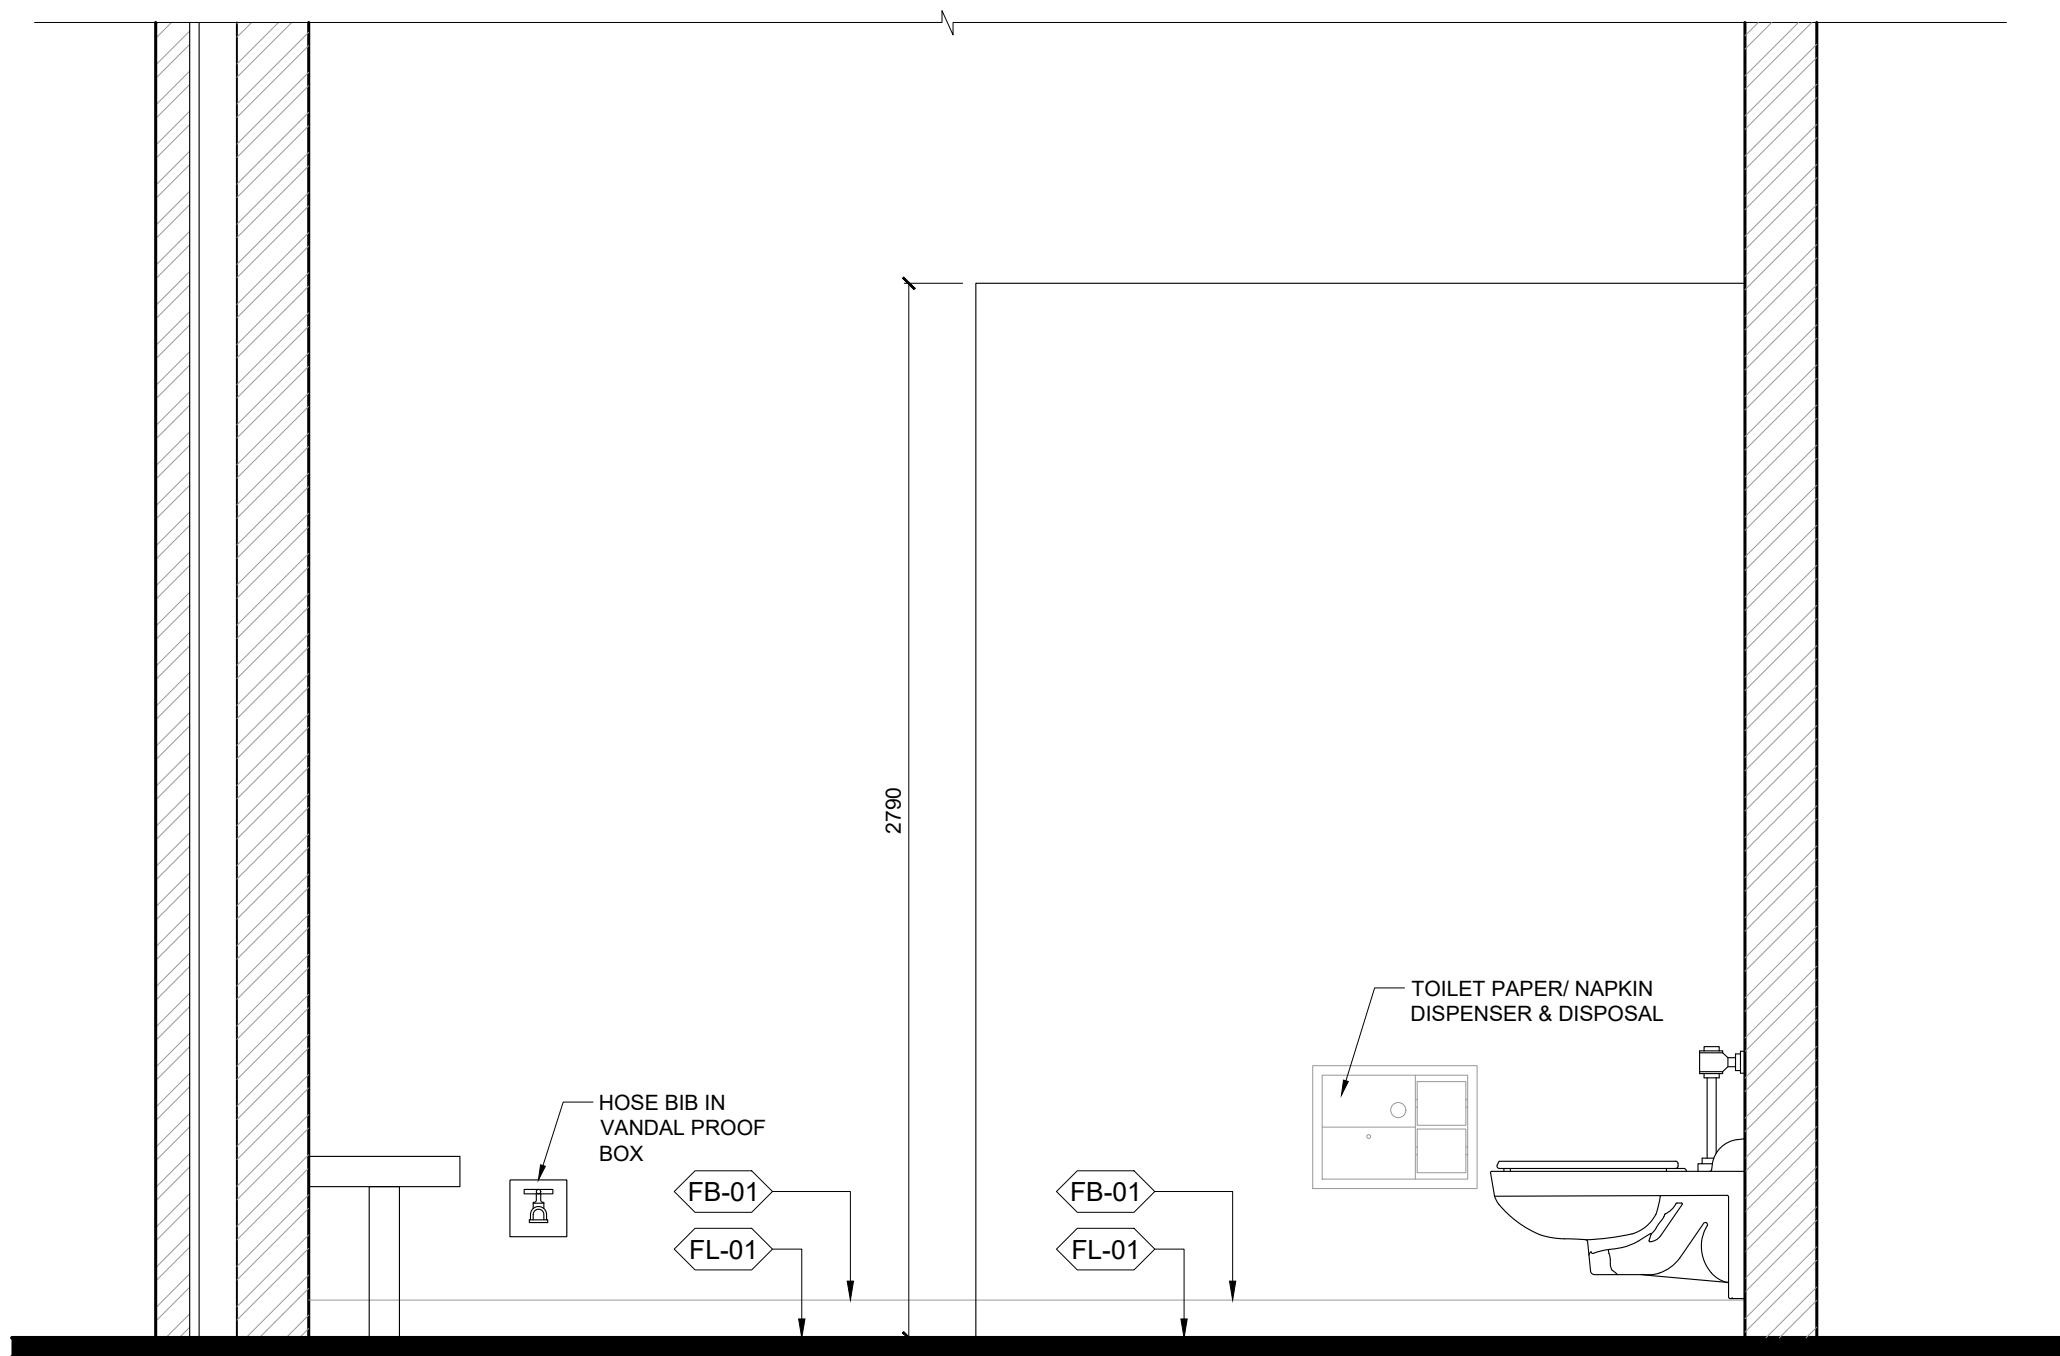 2790
TOILET PAPER/ NAPKIN
DISPENSER & DISPOSAL
HOSE BIB IN
VANDAL PROOF
BOX
FB-01
FL-01
FB-01
FL-01